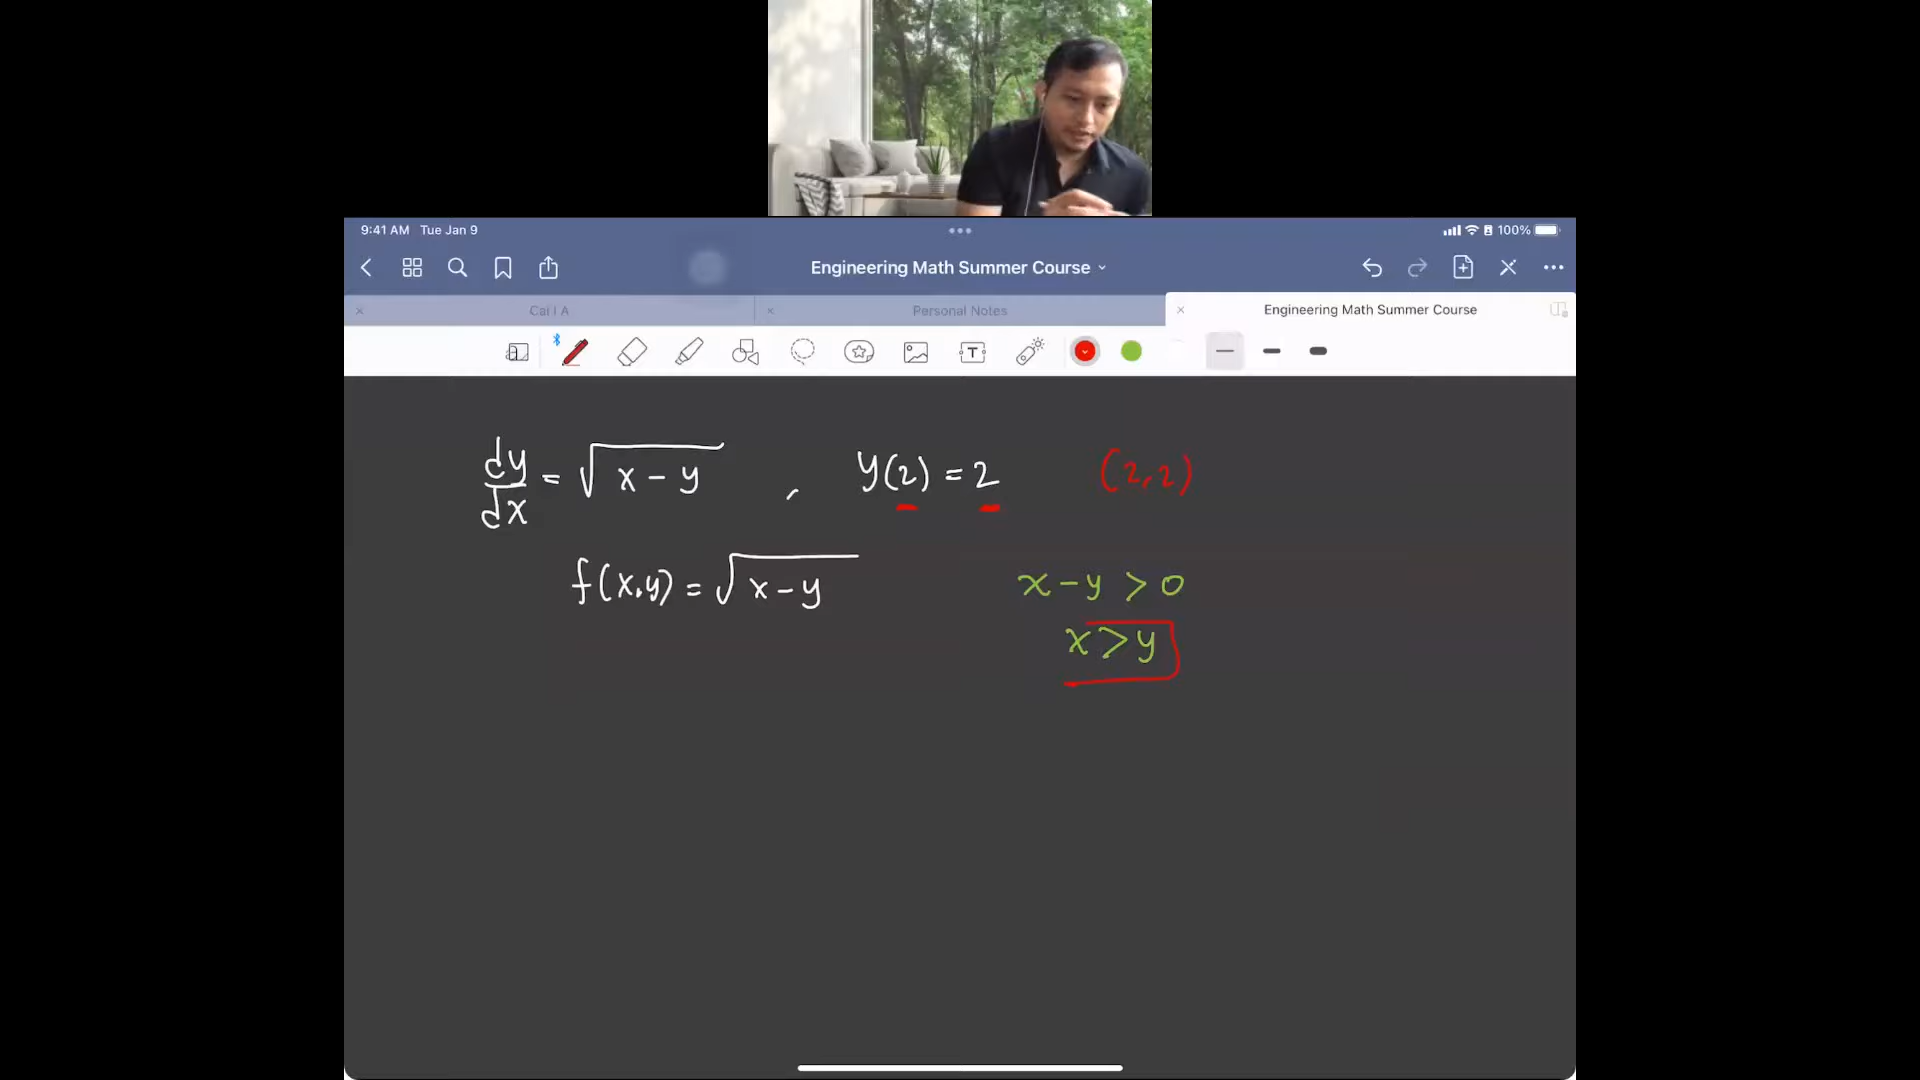 9:41 AM Tue Jan 9
100%
Engineering Math Summer Course
Cal I A
Personal Notes
Engineering Math Summer Course
dy/dx = √(x - y) , y(2) = 2 (2,2)
f(x,y) = √(x - y) x - y > 0
x > y